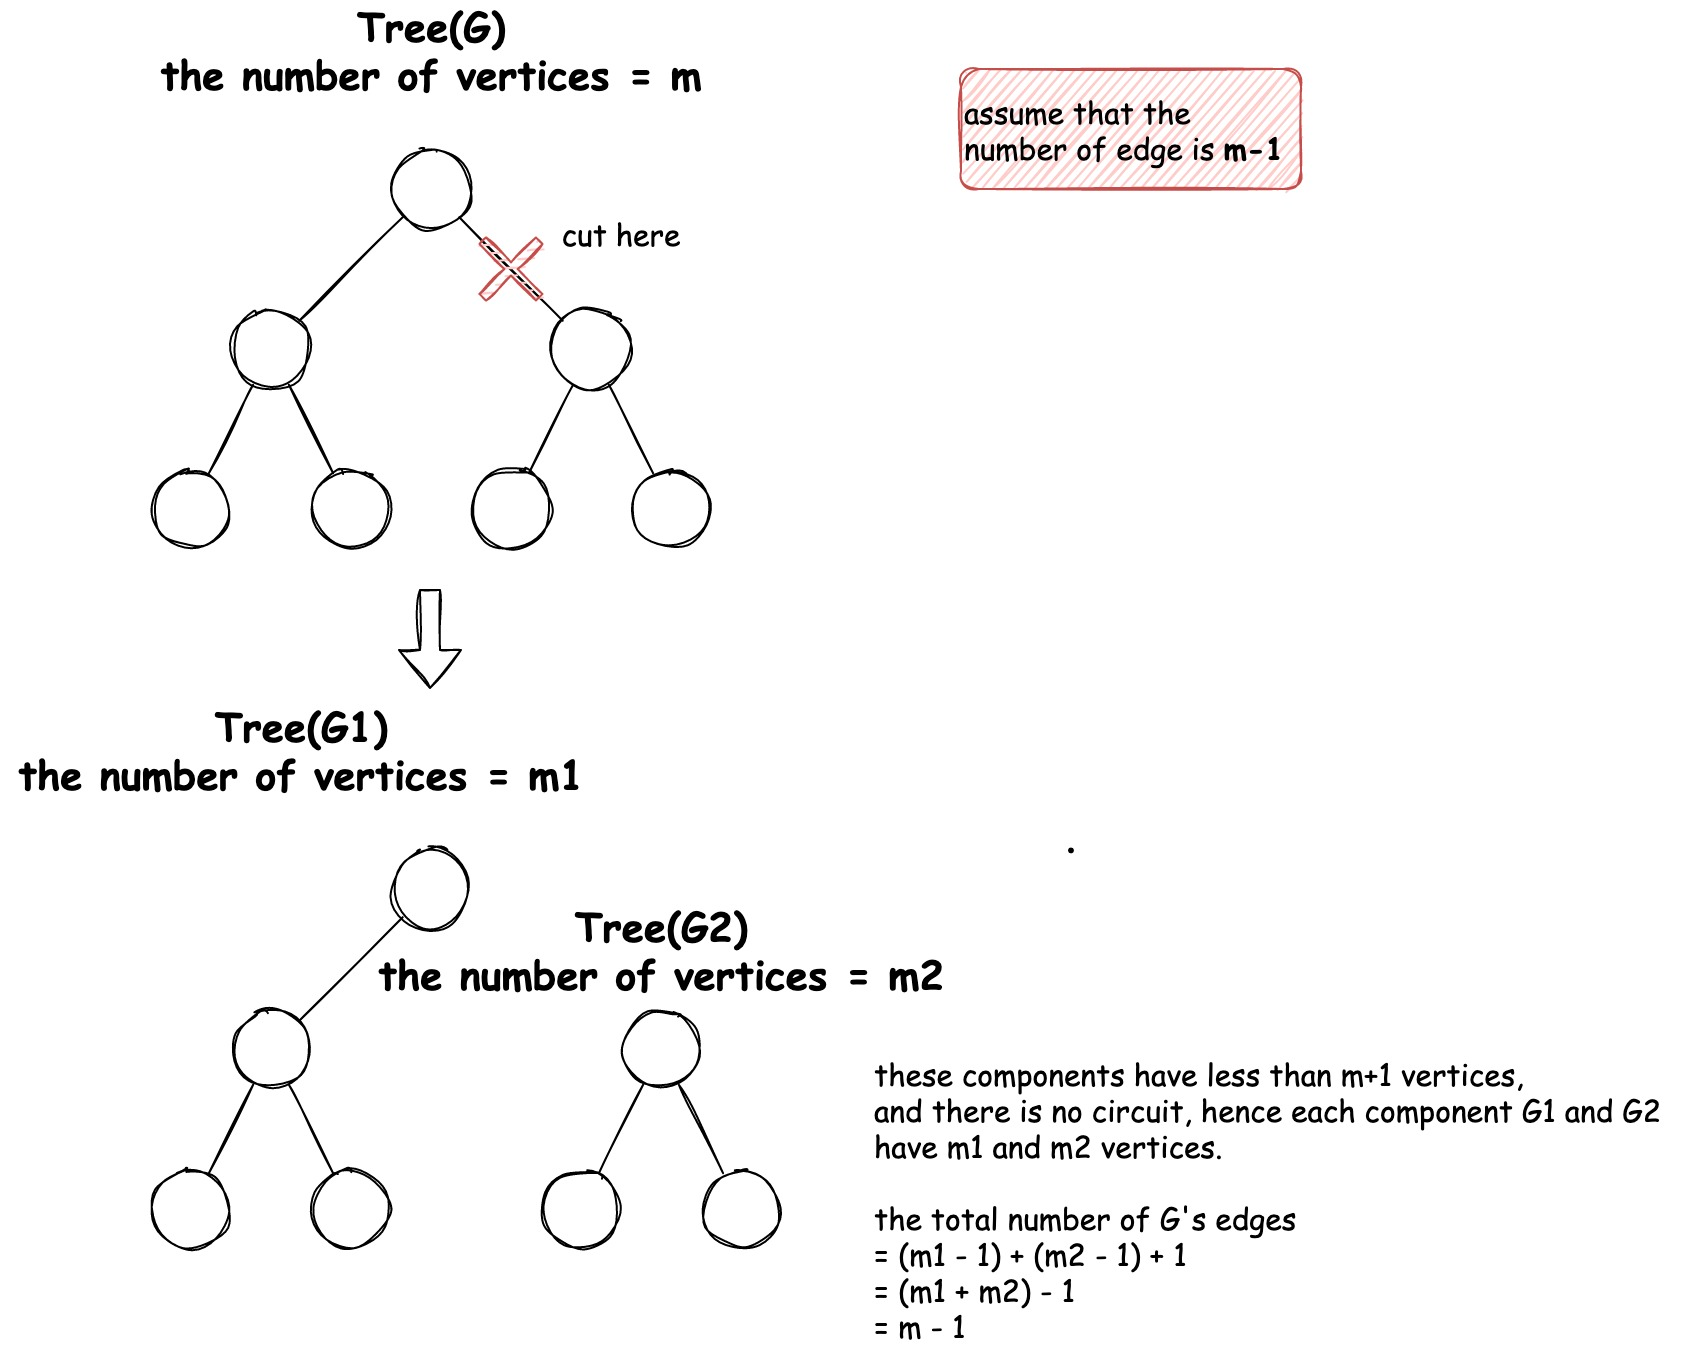 Tree(G)
the number of vertices = m
assume that the
number of edge is m-1
cut here
Tree(G1)
the number of vertices = m1
Tree(G2)
the number of vertices = m2
these components have less than m+1 vertices,
and there is no circuit, hence each component G1 and G2
have m1 and m2 vertices.
the total number of G's edges
= (m1 - 1) + (m2 - 1) + 1
= (m1 + m2) - 1
= m - 1